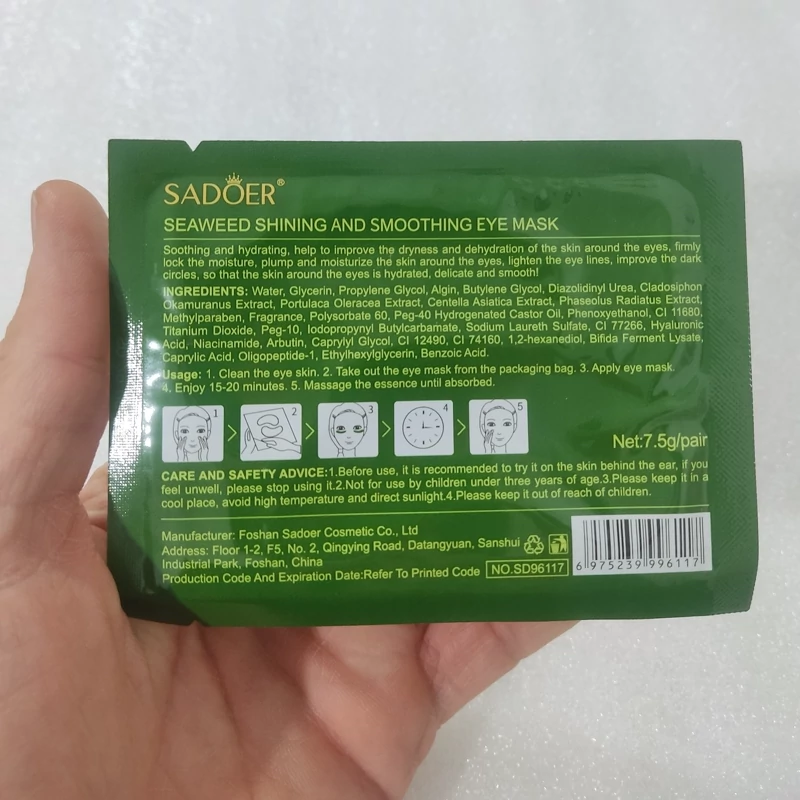 SADOER®
SEAWEED SHINING AND SMOOTHING EYE MASK
Soothing and hydrating, help to improve the dryness and dehydration of the skin around the eyes, firmly
lock the moisture, plump and moisturize the skin around the eyes, lighten the eye lines, improve the dark
circles, so that the skin around the eyes is hydrated, delicate and smooth!
INGREDIENTS: Water, Glycerin, Propylene Glycol, Algin, Butylene Glycol, Diazolidinyl Urea, Cladosiphon
Okamuranus Extract, Portulaca Oleracea Extract, Centella Asiatica Extract, Phaseolus Radiatus Extract,
Methylparaben, Fragrance, Polysorbate 60, Peg-40 Hydrogenated Castor Oil, Phenoxyethanol, CI 11680,
Titanium Dioxide, Peg-10, Iodopropynyl Butylcarbamate, Sodium Laureth Sulfate, CI 77266, Hyaluronic
Acid, Niacinamide, Arbutin, Caprylyl Glycol, CI 12490, CI 74160, 1,2-hexanediol, Bifida Ferment Lysate,
Caprylic Acid, Oligopeptide-1, Ethylhexylglycerin, Benzoic Acid.
Usage: 1. Clean the eye skin. 2. Take out the eye mask from the packaging bag. 3. Apply eye mask.
4. Enjoy 15-20 minutes. 5. Massage the essence until absorbed.
1 2 3 4 5
Net:7.5g/pair
CARE AND SAFETY ADVICE:1.Before use, it is recommended to try it on the skin behind the ear, if you
feel unwell, please stop using it.2.Not for use by children under three years of age.3.Please keep it in a
cool place, avoid high temperature and direct sunlight.4.Please keep it out of reach of children.
Manufacturer: Foshan Sadoer Cosmetic Co., Ltd
Address: Floor 1-2, F5, No. 2, Qingying Road, Datangyuan, Sanshui
Industrial Park, Foshan, China
Production Code And Expiration Date:Refer To Printed Code NO.SD96117
6 975239 996117